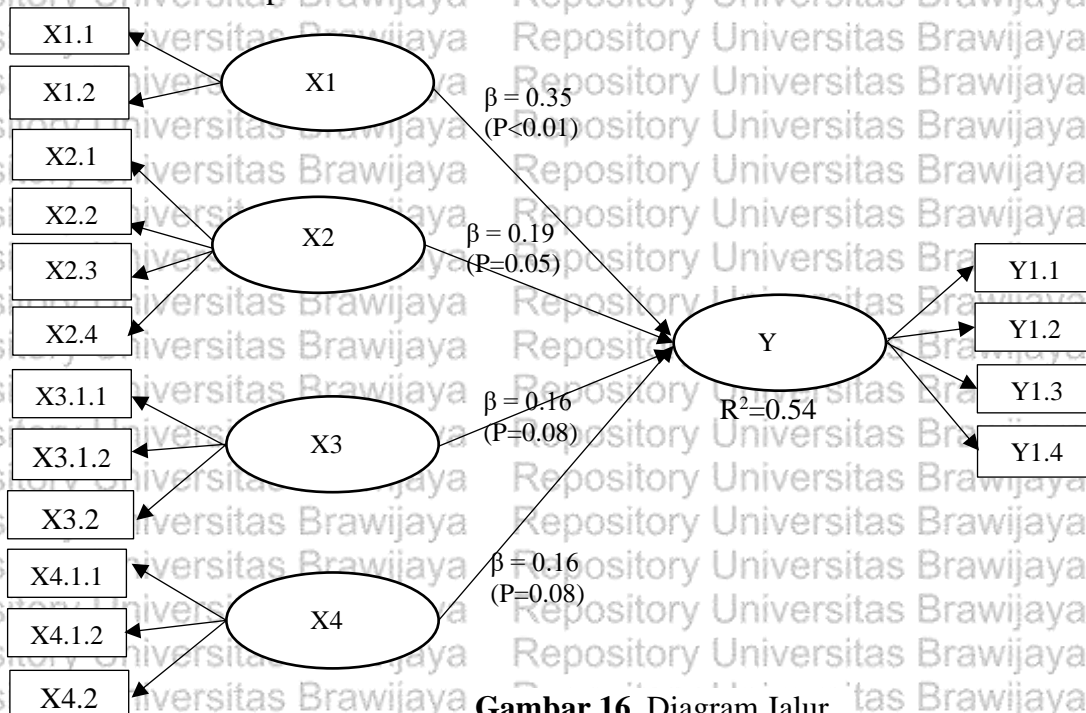 X1.1
X1.2
X2.1
X2.2
X2.3
X2.4
X3.1.1
X3.1.2
X3.2
X4.1.1
X4.1.2
X4.2
X1
X2
X3
X4
β = 0.35
(P<0.01)
β = 0.19
(P=0.05)
β = 0.16
(P=0.08)
β = 0.16
(P=0.08)
Y
R²=0.54
Y1.1
Y1.2
Y1.3
Y1.4
Gambar 16. Diagram Jalur
Repository Universitas Brawijaya